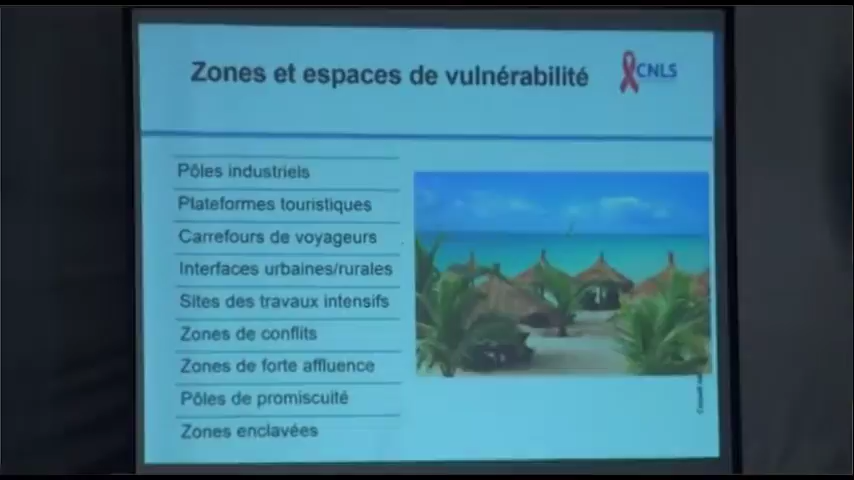 Zones et espaces de vulnérabilité
CNLS
Pôles industriels
Plateformes touristiques
Carrefours de voyageurs
Interfaces urbaines/rurales
Sites des travaux intensifs
Zones de conflits
Zones de forte affluence
Pôles de promiscuité
Zones enclavées